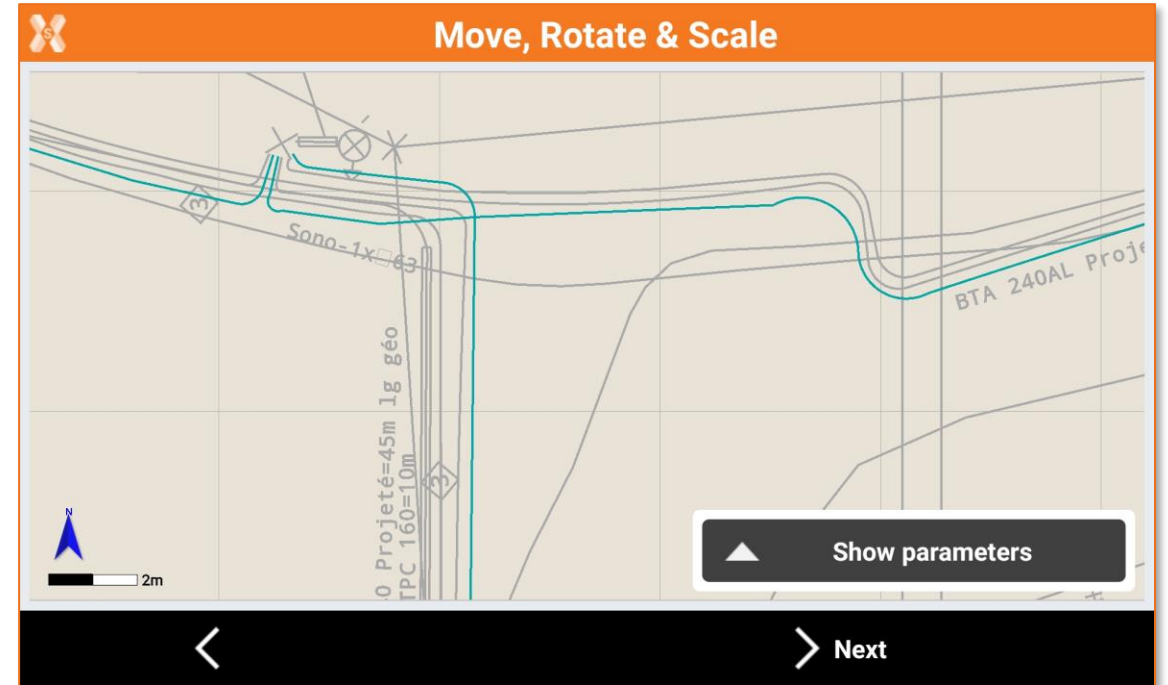 Move, Rotate & Scale
3
Sono-1x□63
BTA 240AL Proje
O Projeté=45m lg géo
TPC 160=10m
3
N
2m
Show parameters
Next